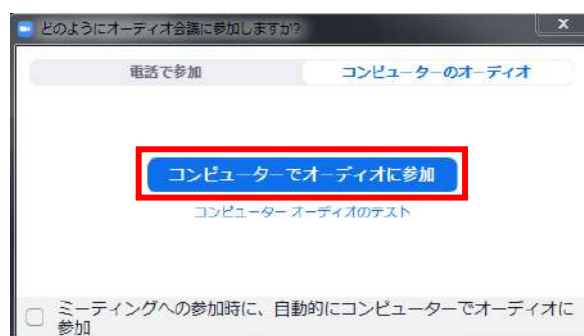 どのようにオーディオ会議に参加しますか?
x
電話で参加
コンピューターのオーディオ
コンピューターでオーディオに参加
コンピューター オーディオのテスト
ミーティングへの参加時に、自動的にコンピューターでオーディオに
参加